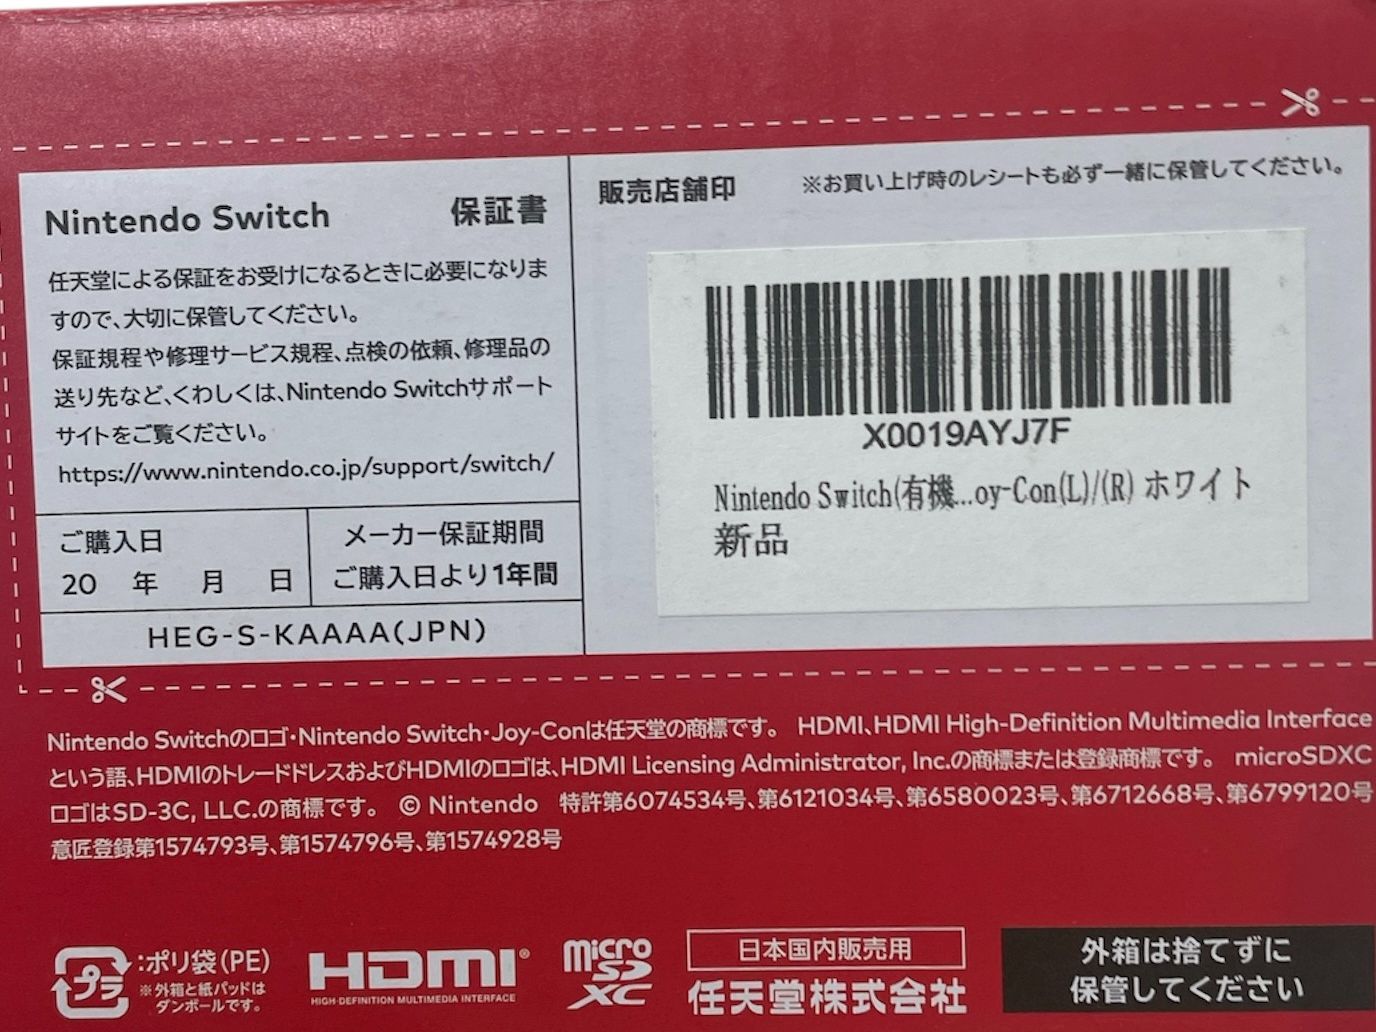 Nintendo Switch 保証書
任天堂による保証をお受けになるときに必要になりま
すので、大切に保管してください。
保証規程や修理サービス規程、点検の依頼、修理品の
送り先など、くわしくは、Nintendo Switchサポート
サイトをご覧ください。
https://www.nintendo.co.jp/support/switch/
ご購入日
20 年 月 日
メーカー保証期間
ご購入日より1年間
HEG-S-KAAAA(JPN)
販売店舗印 ※お買い上げ時のレシートも必ず一緒に保管してください。
X0019AYJ7F
Nintendo Switch(有機...oy-Con(L)/(R) ホワイト
新品
Nintendo Switchのロゴ・Nintendo Switch・Joy-Conは任天堂の商標です。 HDMI、HDMI High-Definition Multimedia Interface
という語、HDMIのトレードドレスおよびHDMIのロゴは、HDMI Licensing Administrator, Inc.の商標または登録商標です。 microSDXC
ロゴはSD-3C, LLC.の商標です。 © Nintendo 特許第6074534号、第6121034号、第6580023号、第6712668号、第6799120号
意匠登録第1574793号、第1574796号、第1574928号
プラ :ポリ袋(PE)
※外箱と紙パッドは
ダンボールです。
HDMI®
HIGH-DEFINITION MULTIMEDIA INTERFACE
micro
SD
XC
日本国内販売用
任天堂株式会社
外箱は捨てずに
保管してください